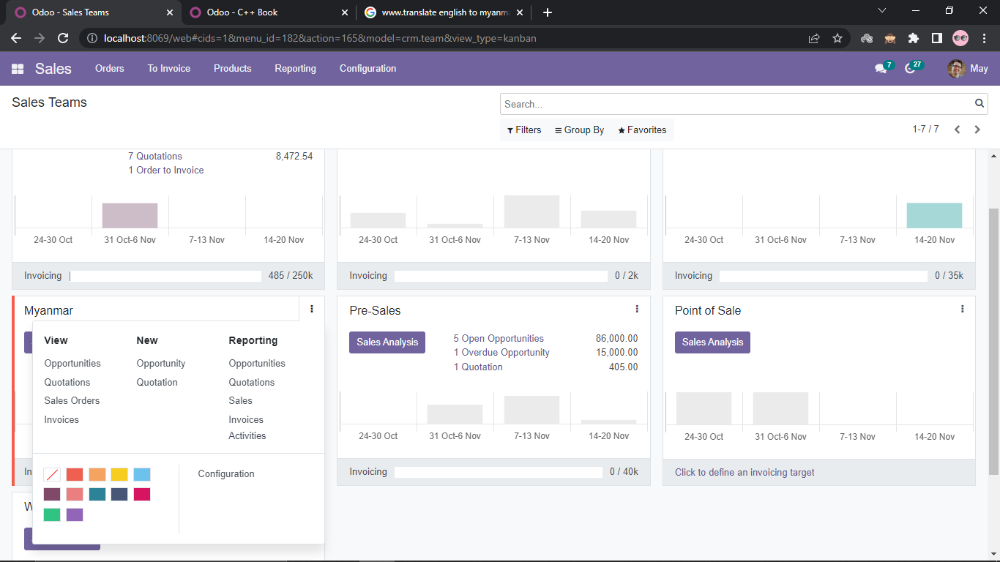 Odoo - Sales Teams
Odoo - C++ Book
www.translate english to myanma
localhost:8069/web#cids=1&menu_id=182&action=165&model=crm.team&view_type=kanban
Sales Orders To Invoice Products Reporting Configuration 7 27 May
Sales Teams
Search...
Filters Group By Favorites 1-7 / 7
7 Quotations 8,472.54
1 Order to Invoice
24-30 Oct 31 Oct-6 Nov 7-13 Nov 14-20 Nov
Invoicing 485 / 250k
24-30 Oct 31 Oct-6 Nov 7-13 Nov 14-20 Nov
Invoicing 0 / 2k
24-30 Oct 31 Oct-6 Nov 7-13 Nov 14-20 Nov
Invoicing 0 / 35k
Myanmar
View New Reporting
Opportunities Opportunity Opportunities
Quotations Quotation Quotations
Sales Orders Sales
Invoices Invoices
Activities
Configuration
In
W
Pre-Sales
Sales Analysis
5 Open Opportunities 86,000.00
1 Overdue Opportunity 15,000.00
1 Quotation 405.00
24-30 Oct 31 Oct-6 Nov 7-13 Nov 14-20 Nov
Invoicing 0 / 40k
Point of Sale
Sales Analysis
24-30 Oct 31 Oct-6 Nov 7-13 Nov 14-20 Nov
Click to define an invoicing target